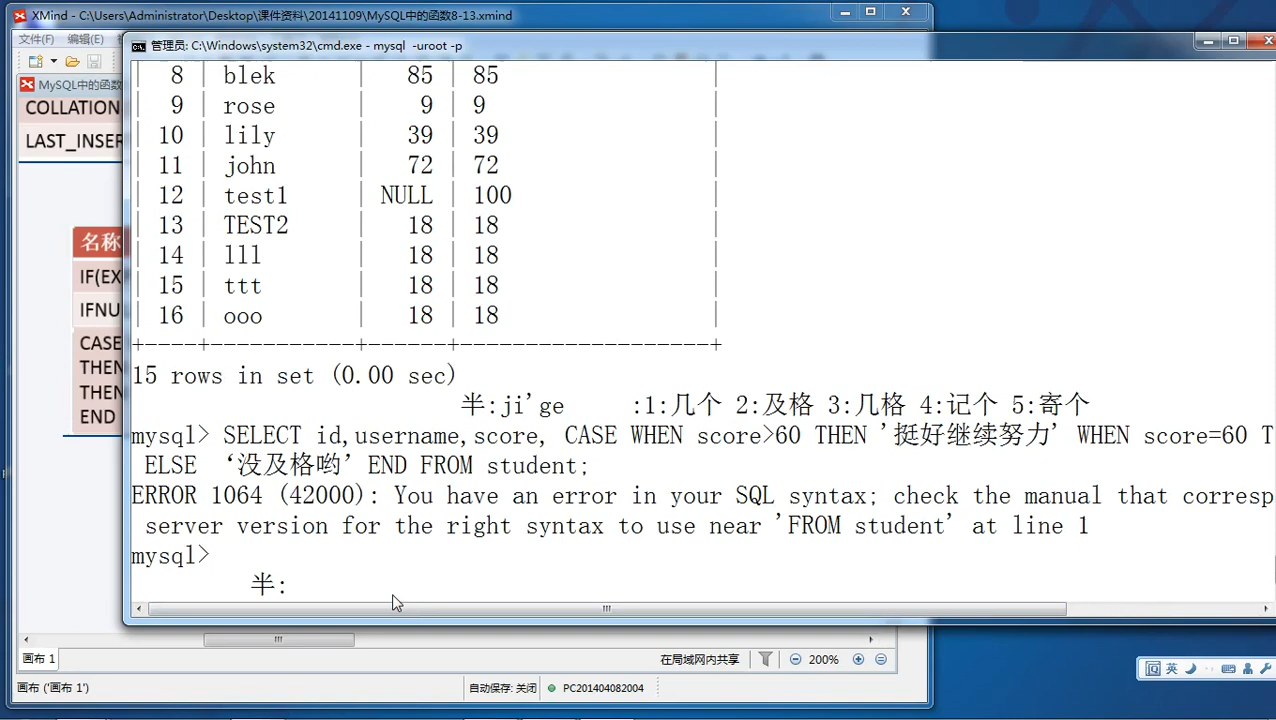 XMind - C:\Users\Administrator\Desktop\课件资料\20141109\MySQL中的函数8-13.xmind
文件(F) 编辑(E)
管理员: C:\Windows\system32\cmd.exe - mysql -uroot -p
MySQL中的函数
COLLATION
LAST_INSER
名称
IF(EX
IFNU
CASE
THEN
THEN
END
| 8 | blek | 85 | 85 |
| 9 | rose | 9 | 9 |
| 10 | lily | 39 | 39 |
| 11 | john | 72 | 72 |
| 12 | test1 | NULL | 100 |
| 13 | TEST2 | 18 | 18 |
| 14 | lll | 18 | 18 |
| 15 | ttt | 18 | 18 |
| 16 | ooo | 18 | 18 |
+----+-----------+------+-------------------+
15 rows in set (0.00 sec)
半:ji'ge :1:几个 2:及格 3:几格 4:记个 5:寄个
mysql> SELECT id,username,score, CASE WHEN score>60 THEN '挺好继续努力' WHEN score=60 T
ELSE ‘没及格哟’ END FROM student;
ERROR 1064 (42000): You have an error in your SQL syntax; check the manual that corresp
server version for the right syntax to use near 'FROM student' at line 1
mysql>
半:
画布 1
在局域网内共享
200%
英
画布 ('画布 1')
自动保存: 关闭
PC201404082004